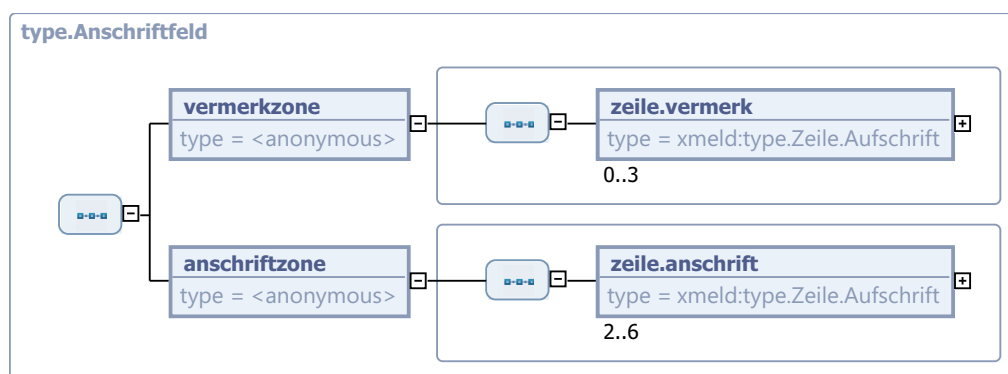 type.Anschriftfeld
vermerkzone
type = <anonymous>
zeile.vermerk
type = xmeld:type.Zeile.Aufschrift
0..3
anschriftzone
type = <anonymous>
zeile.anschrift
type = xmeld:type.Zeile.Aufschrift
2..6